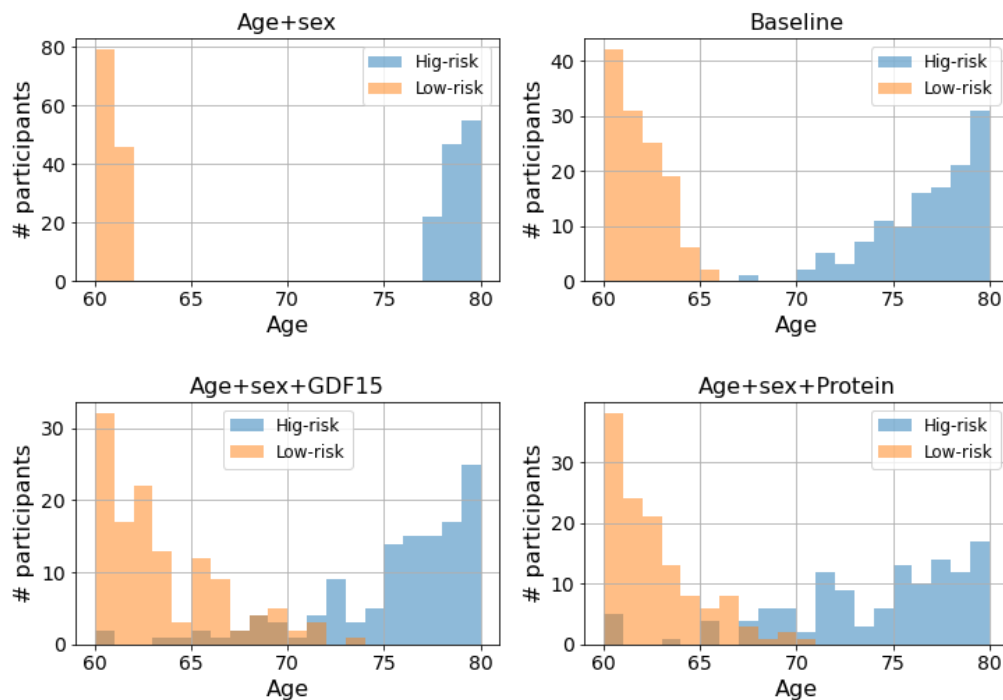 Age+sex
80
60
40
20
0
# participants
Hig-risk
Low-risk
60 65 70 75 80
Age
Baseline
40
30
20
10
0
# participants
Hig-risk
Low-risk
60 65 70 75 80
Age
Age+sex+GDF15
30
20
10
0
# participants
Hig-risk
Low-risk
60 65 70 75 80
Age
Age+sex+Protein
30
20
10
0
# participants
Hig-risk
Low-risk
60 65 70 75 80
Age